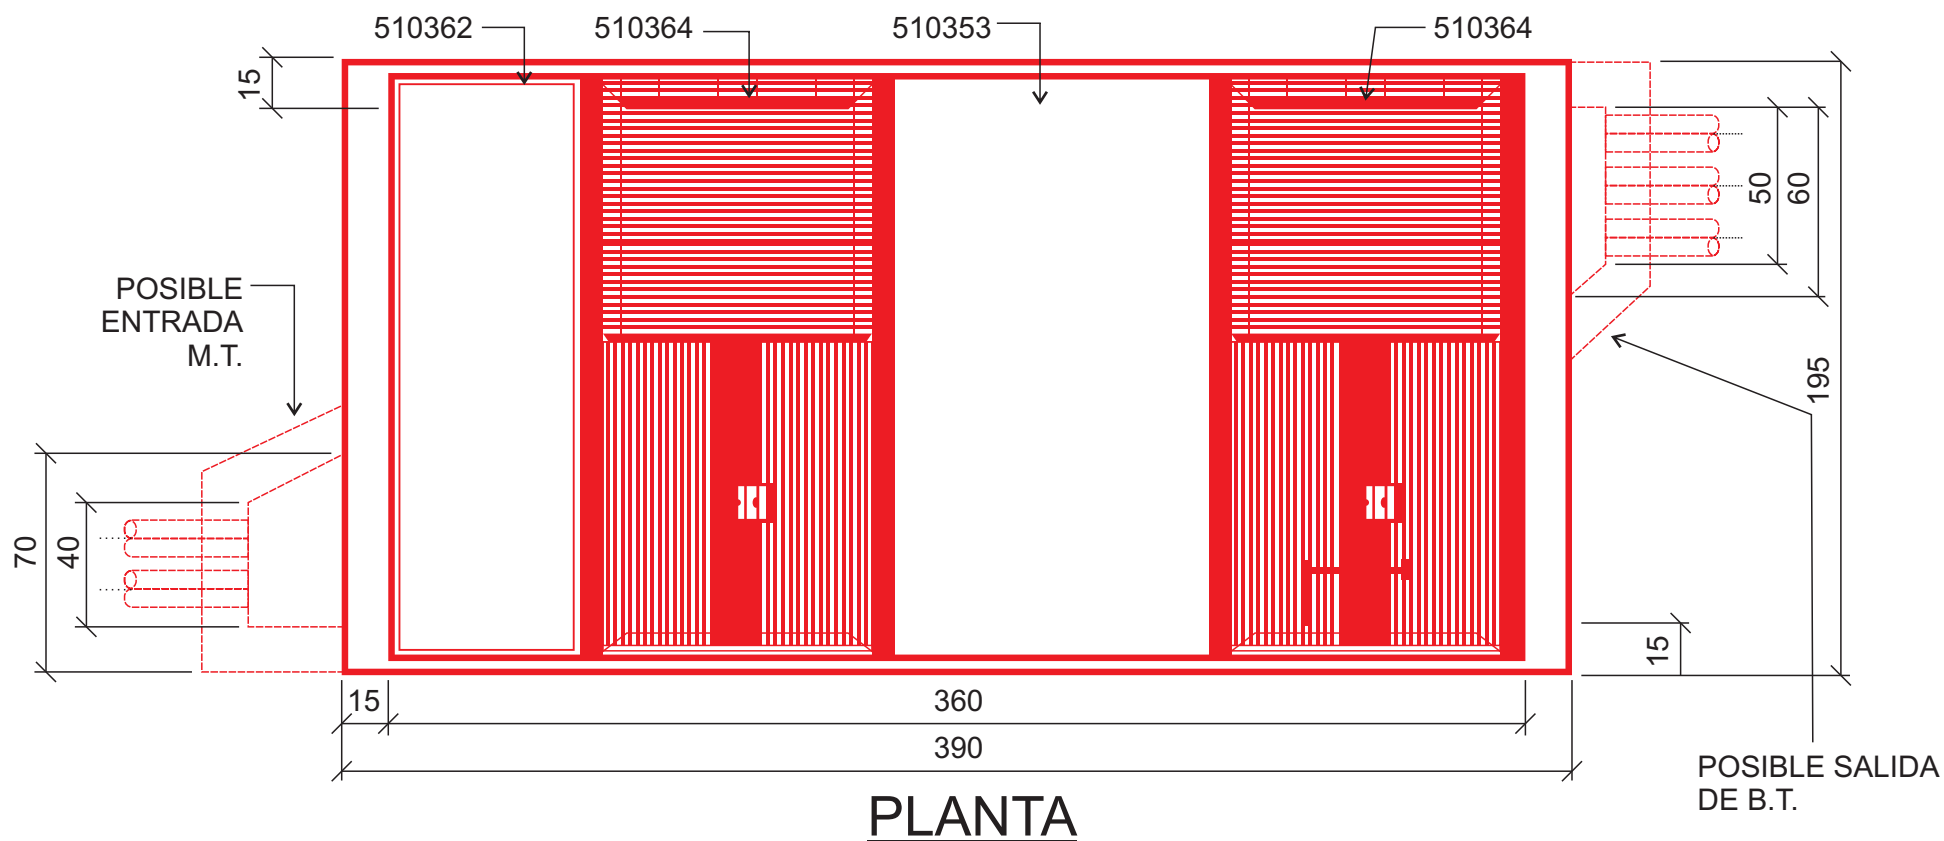 510362
510364
510353
510364
15
50
60
POSIBLE
ENTRADA
M.T.
195
70
40
15
15
360
390
POSIBLE SALIDA
DE B.T.
PLANTA